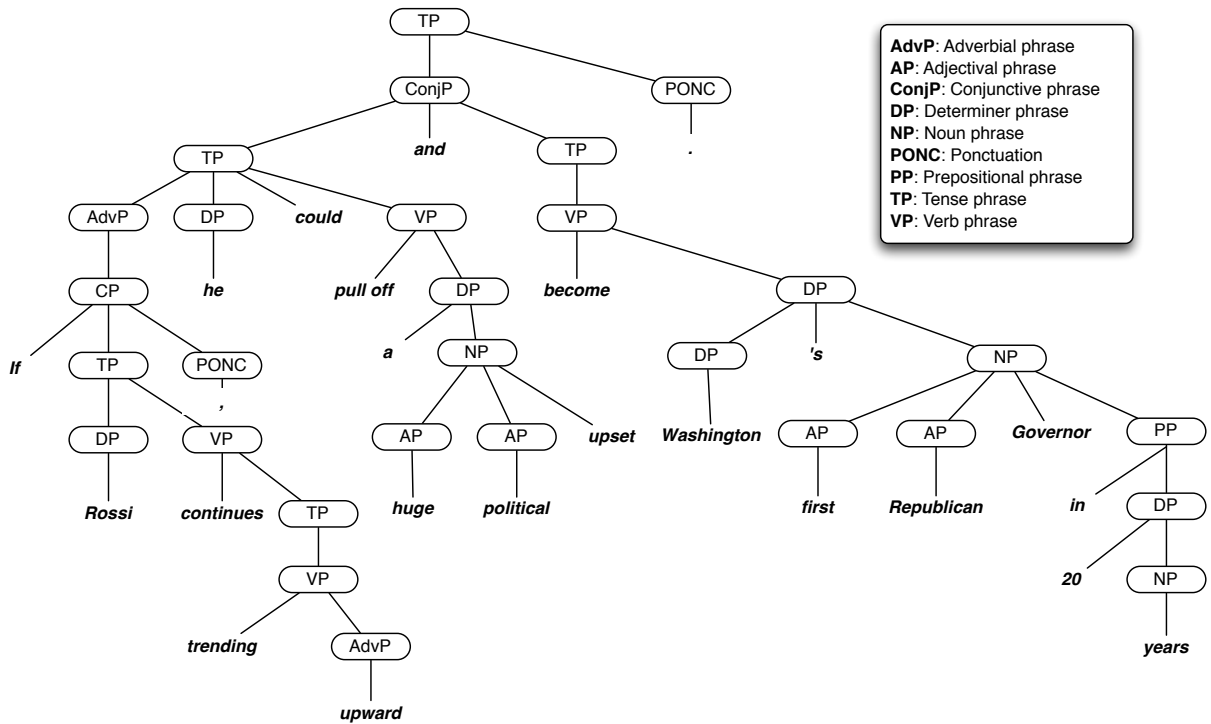 TP
AdvP: Adverbial phrase
AP: Adjectival phrase
ConjP: Conjunctive phrase
DP: Determiner phrase
NP: Noun phrase
PONC: Ponctuation
PP: Prepositional phrase
TP: Tense phrase
VP: Verb phrase
ConjP PONC
TP and TP .
AdvP DP could VP VP
CP he pull off DP become DP
If TP PONC a NP DP 's NP
,
DP VP AP AP upset Washington AP AP Governor PP
Rossi continues TP huge political first Republican in DP
VP 20 NP
trending AdvP years
upward